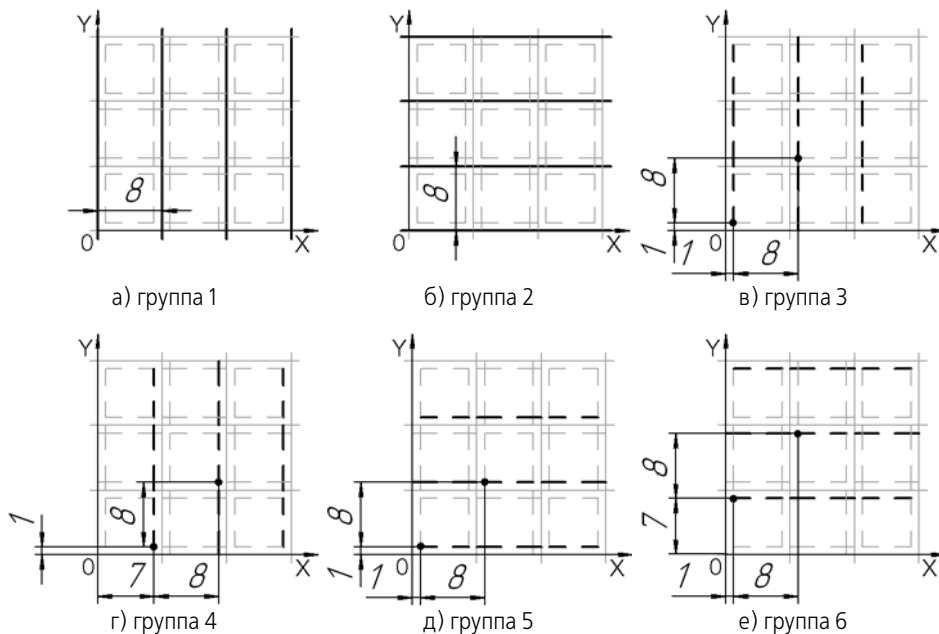 Y Y Y
8 8 8
1
0 X 0 X 0 X
1 8
а) группа 1 б) группа 2 в) группа 3
Y Y Y
1 8 8 8
1 7
0 X 0 X 0 X
7 8 1 8 1 8
г) группа 4 д) группа 5 е) группа 6